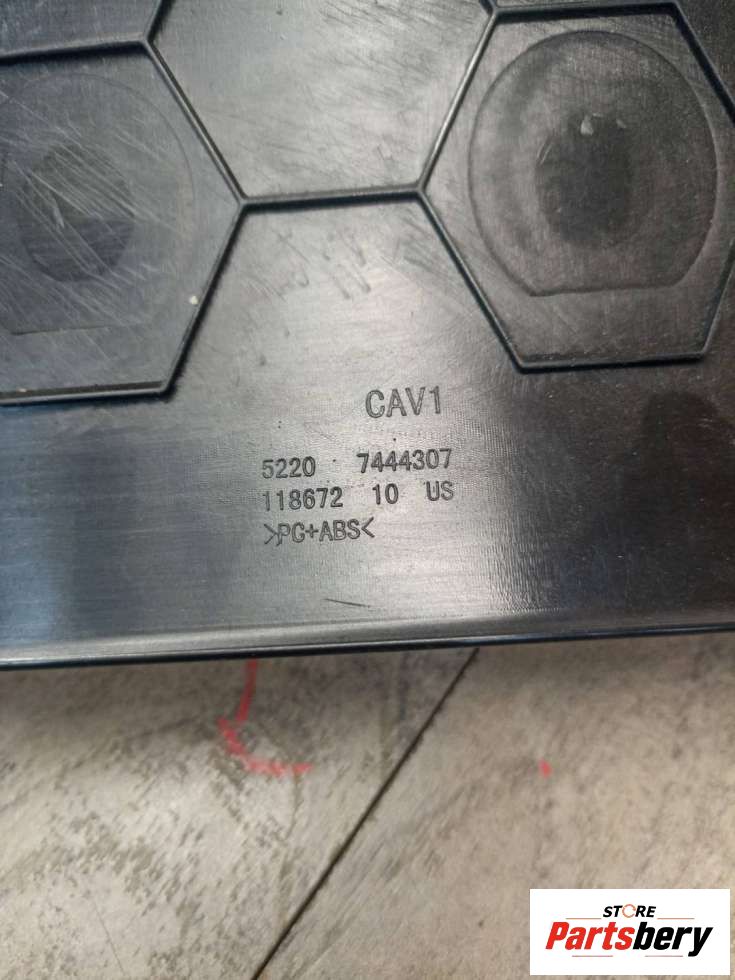 CAV1
5220 7444307
118672 10 US
>PC+ABS<
STORE
Partsbery